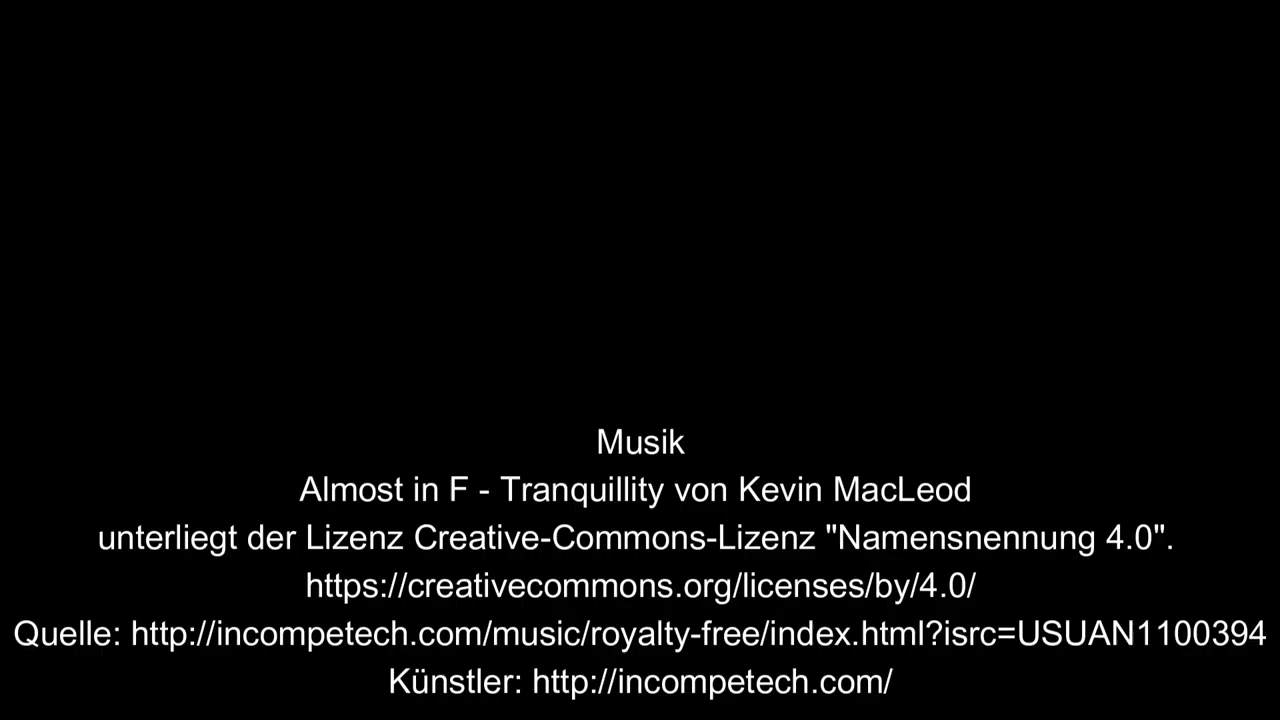 Musik
Almost in F - Tranquillity von Kevin MacLeod
unterliegt der Lizenz Creative-Commons-Lizenz "Namensnennung 4.0".
https://creativecommons.org/licenses/by/4.0/
Quelle: http://incompetech.com/music/royalty-free/index.html?isrc=USUAN1100394
Künstler: http://incompetech.com/